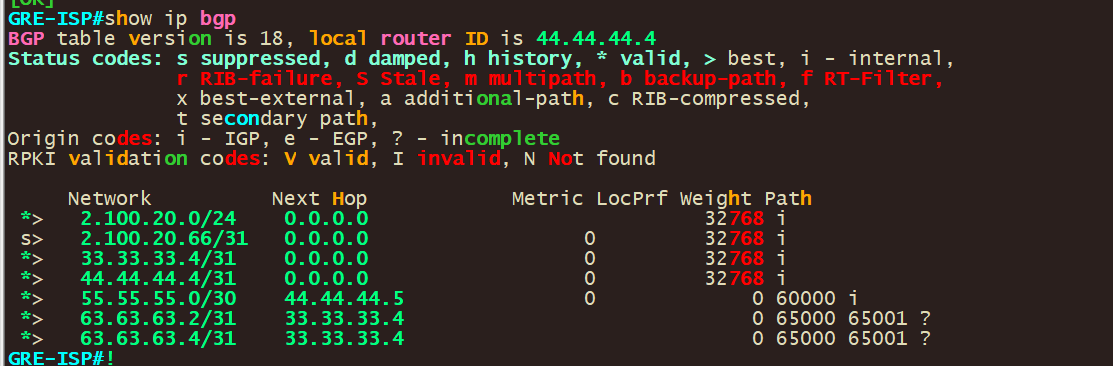 [OK]
GRE-ISP#show ip bgp
BGP table version is 18, local router ID is 44.44.44.4
Status codes: s suppressed, d damped, h history, * valid, > best, i - internal,
              r RIB-failure, S Stale, m multipath, b backup-path, f RT-Filter,
              x best-external, a additional-path, c RIB-compressed,
              t secondary path,
Origin codes: i - IGP, e - EGP, ? - incomplete
RPKI validation codes: V valid, I invalid, N Not found
     Network          Next Hop            Metric LocPrf Weight Path
 *>   2.100.20.0/24    0.0.0.0                            32768 i
 s>   2.100.20.66/31   0.0.0.0                  0         32768 i
 *>   33.33.33.4/31    0.0.0.0                  0         32768 i
 *>   44.44.44.4/31    0.0.0.0                  0         32768 i
 *>   55.55.55.0/30    44.44.44.5               0             0 60000 i
 *>   63.63.63.2/31    33.33.33.4                             0 65000 65001 ?
 *>   63.63.63.4/31    33.33.33.4                             0 65000 65001 ?
GRE-ISP#!